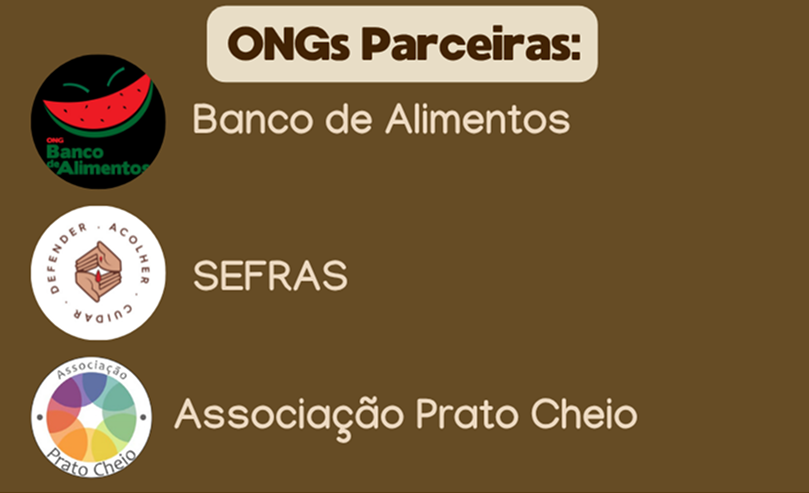 ONGs Parceiras:
ONG
Banco
de Alimentos
Banco de Alimentos
DEFENDER · ACOLHER · CUIDAR ·
SEFRAS
Associação
Prato Cheio
Associação Prato Cheio